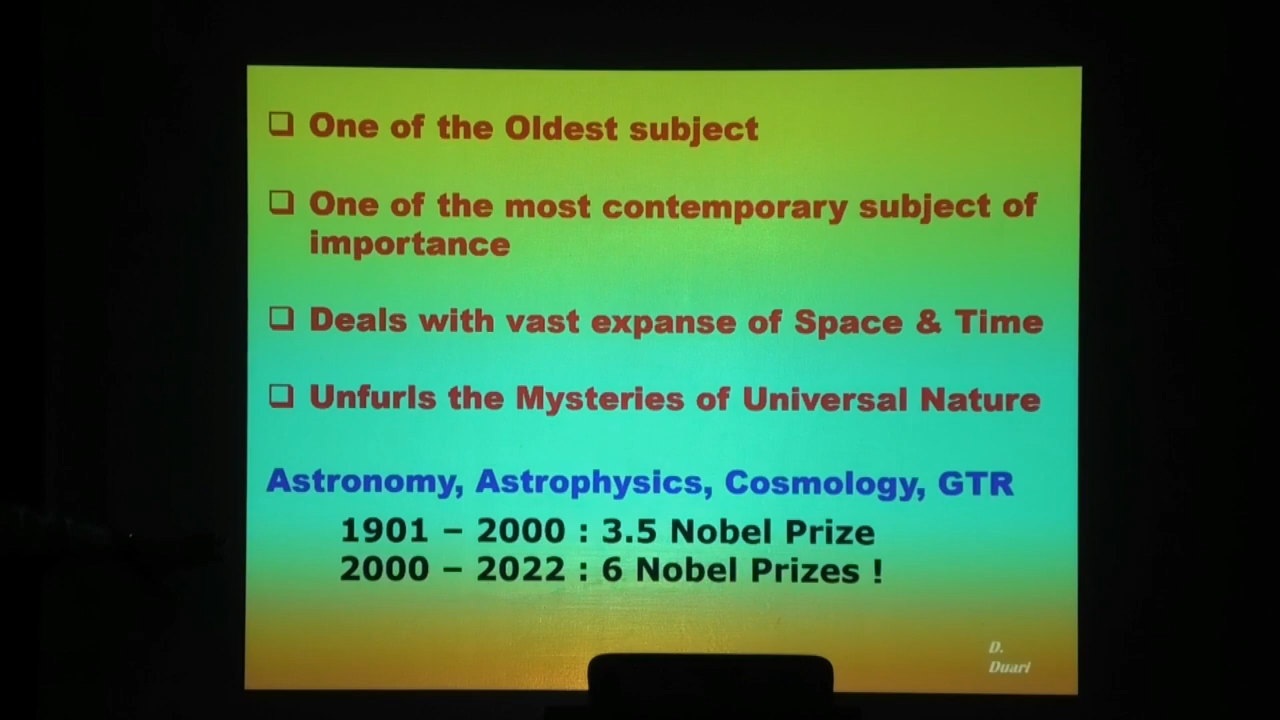 ❑ One of the Oldest subject
❑ One of the most contemporary subject of
importance
❑ Deals with vast expanse of Space & Time
❑ Unfurls the Mysteries of Universal Nature
Astronomy, Astrophysics, Cosmology, GTR
1901 – 2000 : 3.5 Nobel Prize
2000 – 2022 : 6 Nobel Prizes !
D.
Duari